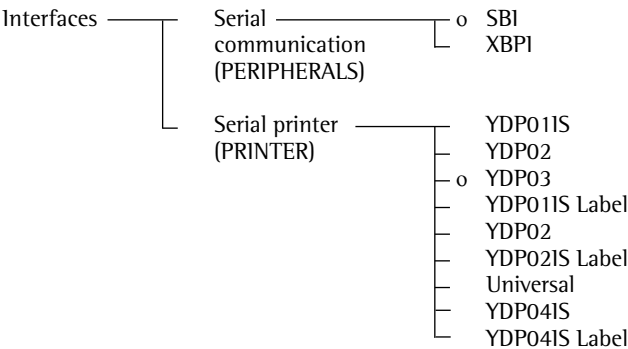 Interfaces
Serial
communication
(PERIPHERALS)
o SBI
XBPI
Serial printer
(PRINTER)
YDP01IS
YDP02
o YDP03
YDP01IS Label
YDP02
YDP02IS Label
Universal
YDP04IS
YDP04IS Label